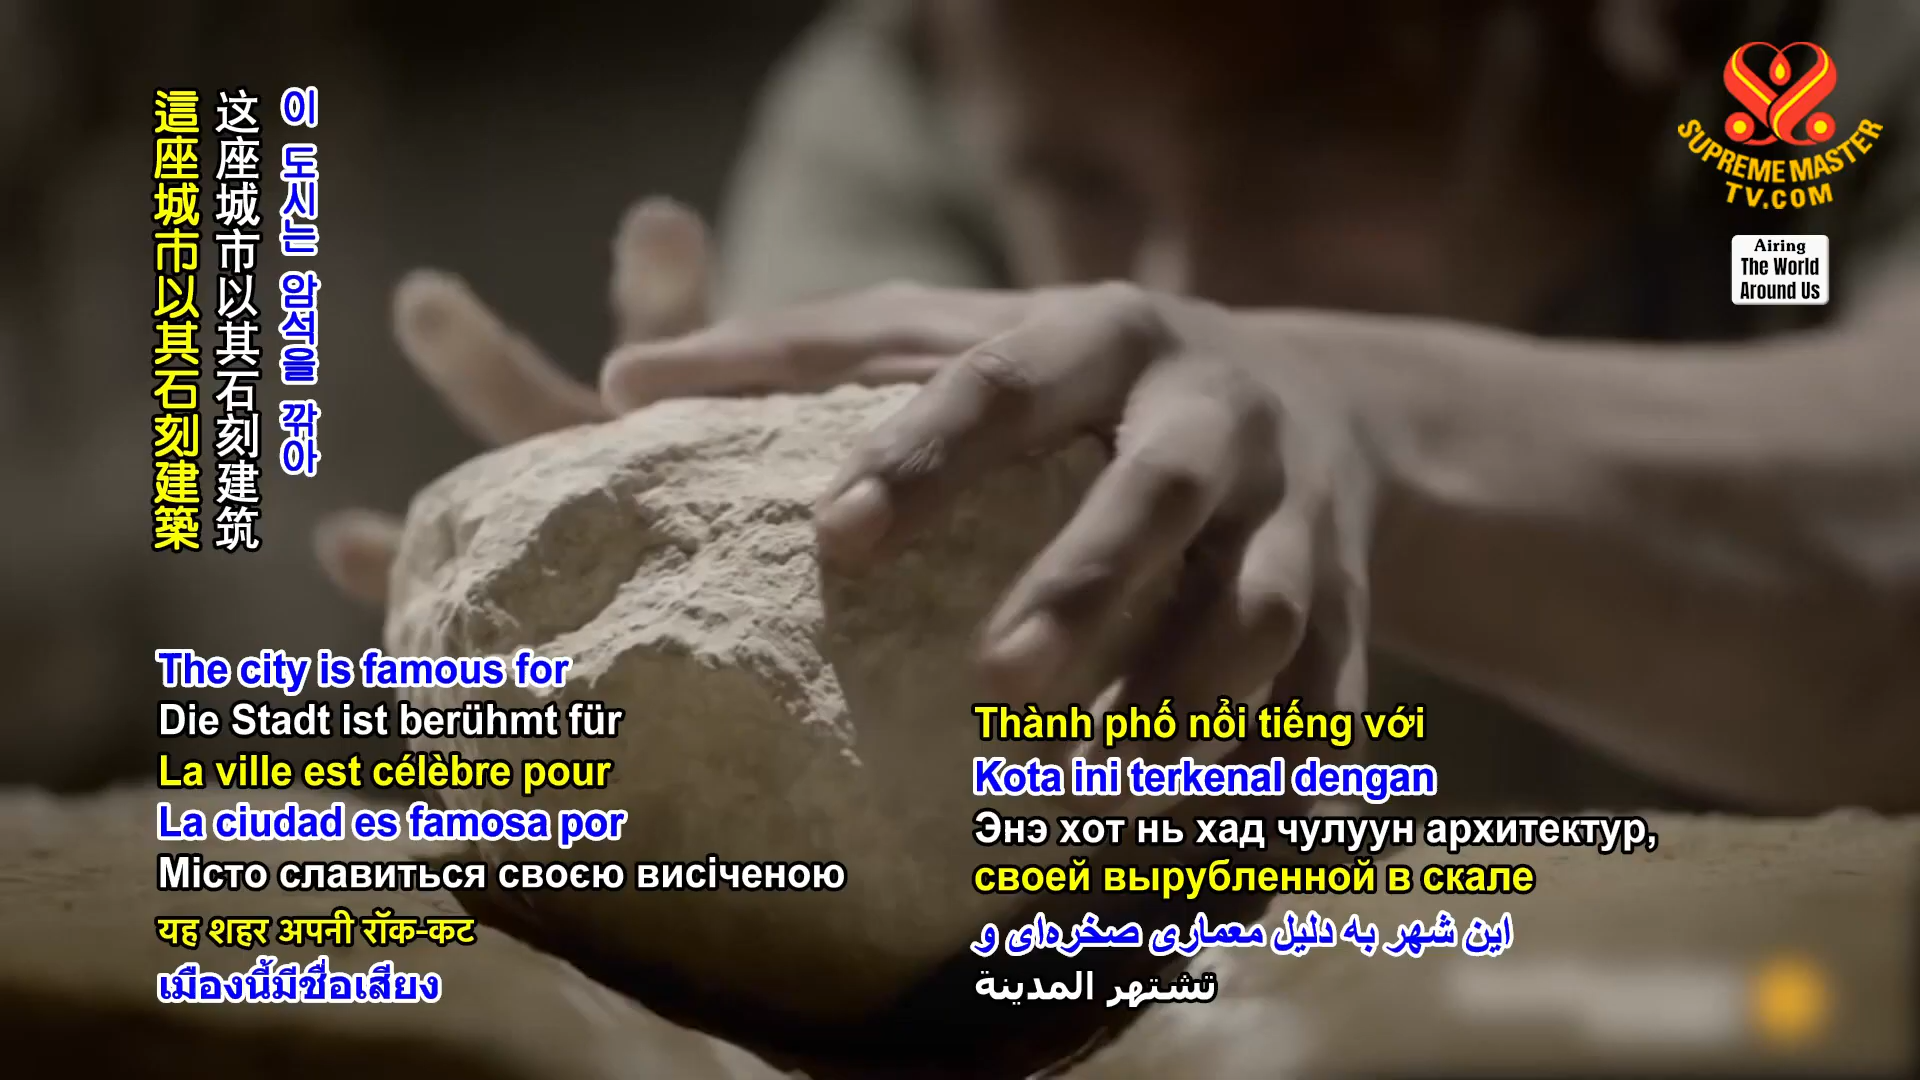 這座城市以其石刻建築
这座城市以其石刻建筑
이 도시는 암석을 깎아
SUPREME MASTER
TV.COM
Airing
The World
Around Us
The city is famous for
Die Stadt ist berühmt für
La ville est célèbre pour
La ciudad es famosa por
Місто славиться своєю висіченою
यह शहर अपनी रॉक-कट
เมืองนี้มีชื่อเสียง
Thành phố nổi tiếng với
Kota ini terkenal dengan
Энэ хот нь хад чулуун архитектур,
своей вырубленной в скале
این شهر به دلیل معماری صخره‌ای و
تشتهر المدينة